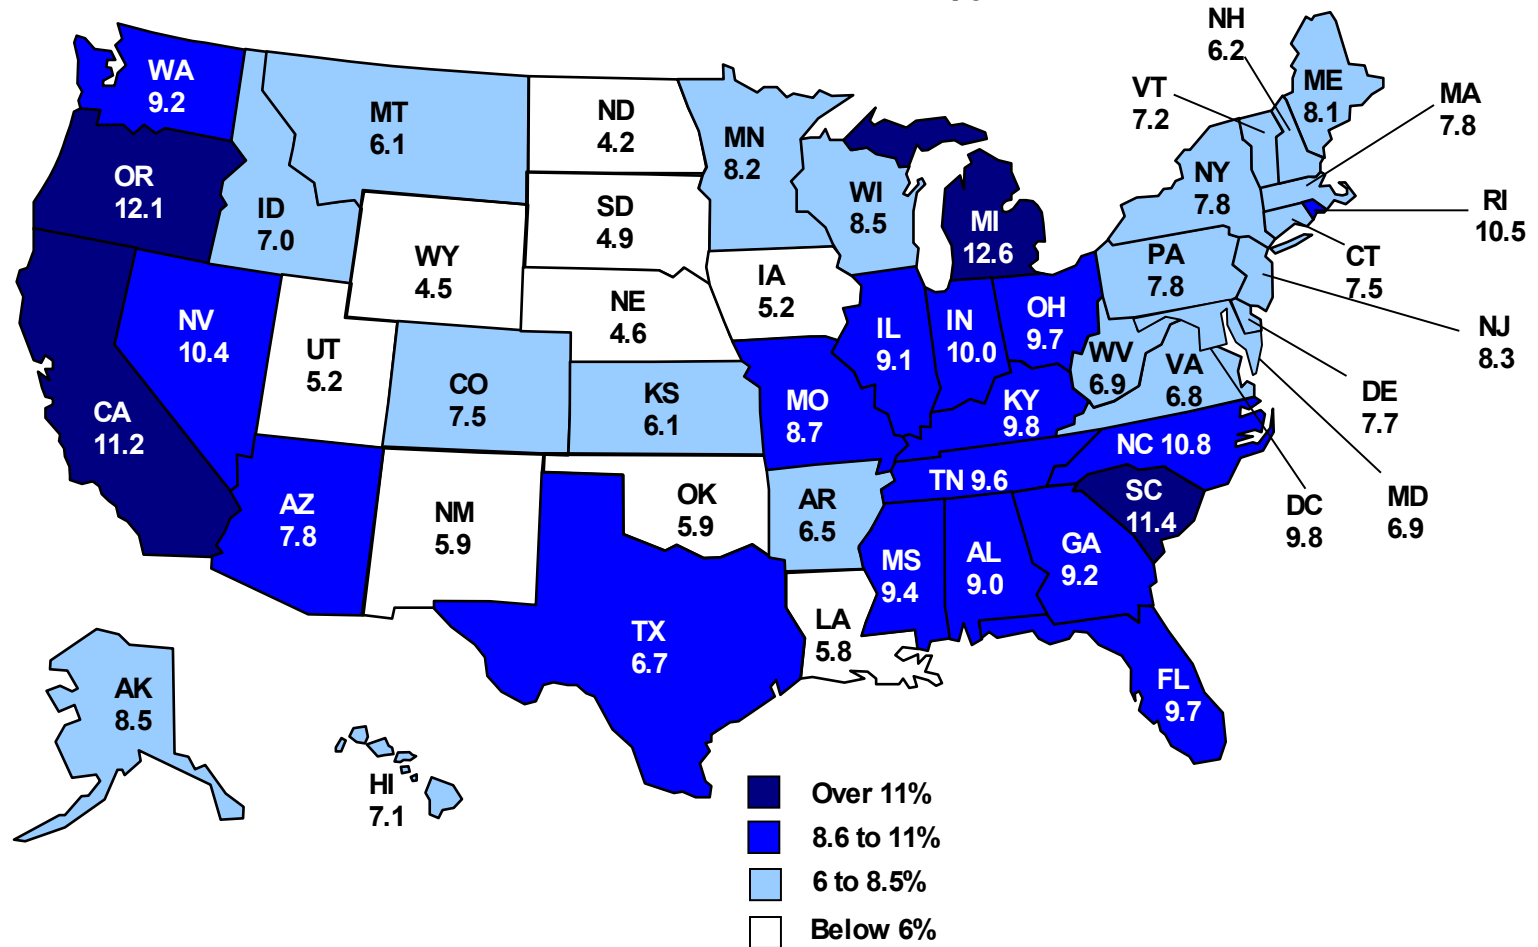 NH
6.2
WA
9.2
MT
6.1
ND
4.2
MN
8.2
VT
7.2
ME
8.1
MA
7.8
OR
12.1
ID
7.0
SD
4.9
WI
8.5
MI
12.6
NY
7.8
RI
10.5
WY
4.5
IA
5.2
PA
7.8
CT
7.5
NV
10.4
UT
5.2
NE
4.6
IL
9.1
IN
10.0
OH
9.7
NJ
8.3
CO
7.5
KS
6.1
MO
8.7
KY
9.8
WV
6.9
VA
6.8
DE
7.7
CA
11.2
NC 10.8
TN 9.6
AZ
7.8
NM
5.9
OK
5.9
AR
6.5
SC
11.4
DC
9.8
MD
6.9
MS
9.4
AL
9.0
GA
9.2
TX
6.7
LA
5.8
FL
9.7
AK
8.5
HI
7.1
Over 11%
8.6 to 11%
6 to 8.5%
Below 6%